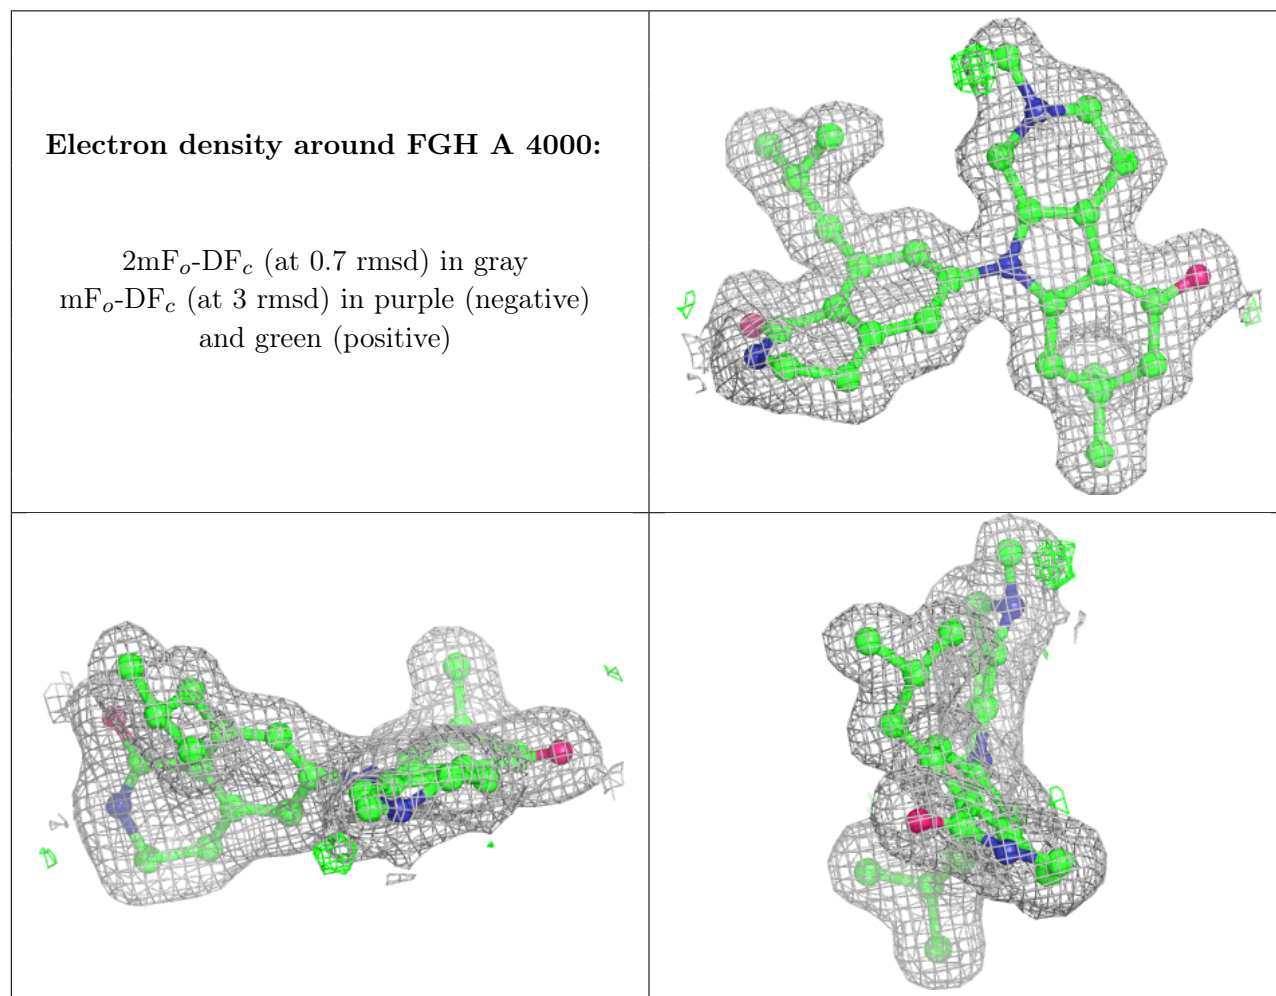 Electron density around FGH A 4000:
2mFo-DFc (at 0.7 rmsd) in gray
mFo-DFc (at 3 rmsd) in purple (negative)
and green (positive)